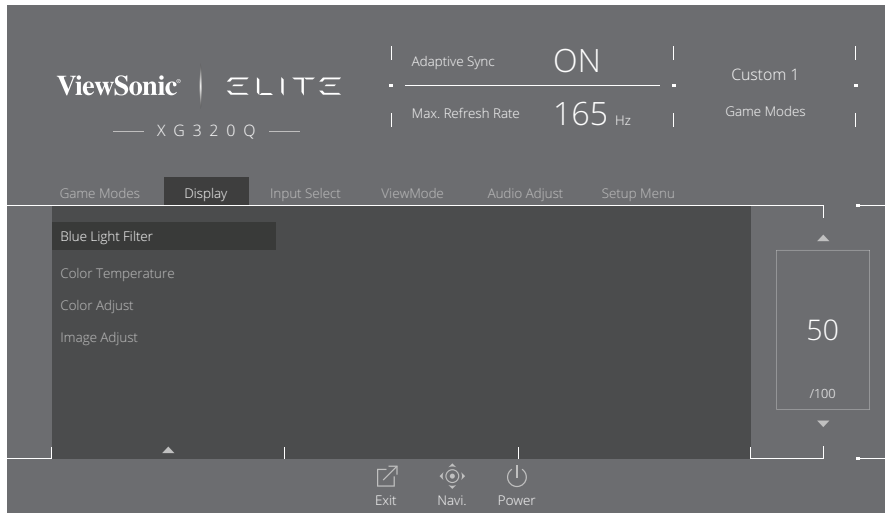 ViewSonic® ELITE
XG320Q
Adaptive Sync ON
Max. Refresh Rate 165 Hz
Custom 1
Game Modes
Game Modes Display Input Select ViewMode Audio Adjust Setup Menu
Blue Light Filter
Color Temperature
Color Adjust
Image Adjust
50
/100
Exit Navi. Power